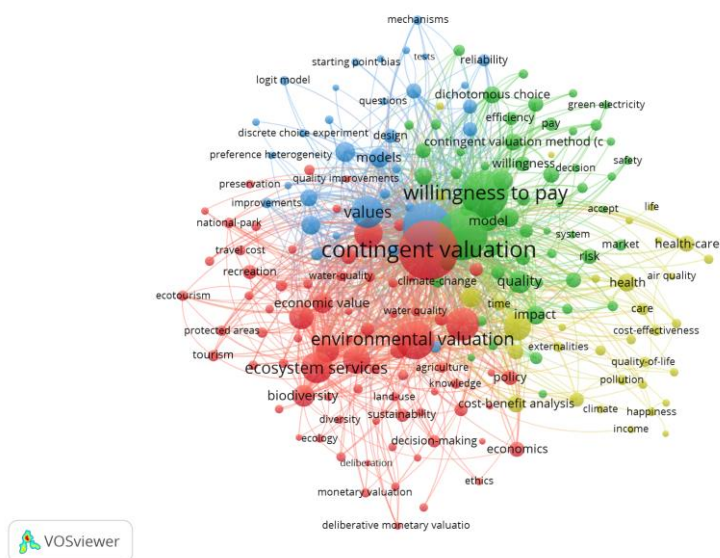 mechanisms
starting point bias
tests
reliability
logit model
questions
dichotomous choice
green electricity
efficiency
pay
discrete choice experiment
design
contingent valuation method (c
preference heterogeneity
models
willingness
decision
safety
quality improvements
preservation
willingness to pay
improvements
values
accept
life
national-park
model
system
market
health-care
travel cost
contingent valuation
risk
recreation
water-quality
climate-change
quality
health
air quality
ecotourism
economic value
time
care
water quality
impact
protected areas
environmental valuation
cost-effectiveness
tourism
externalities
ecosystem services
agriculture
policy
quality-of-life
knowledge
pollution
biodiversity
land-use
cost-benefit analysis
climate
happiness
diversity
sustainability
income
ecology
decision-making
economics
deliberation
ethics
monetary valuation
deliberative monetary valuatio
VOSviewer